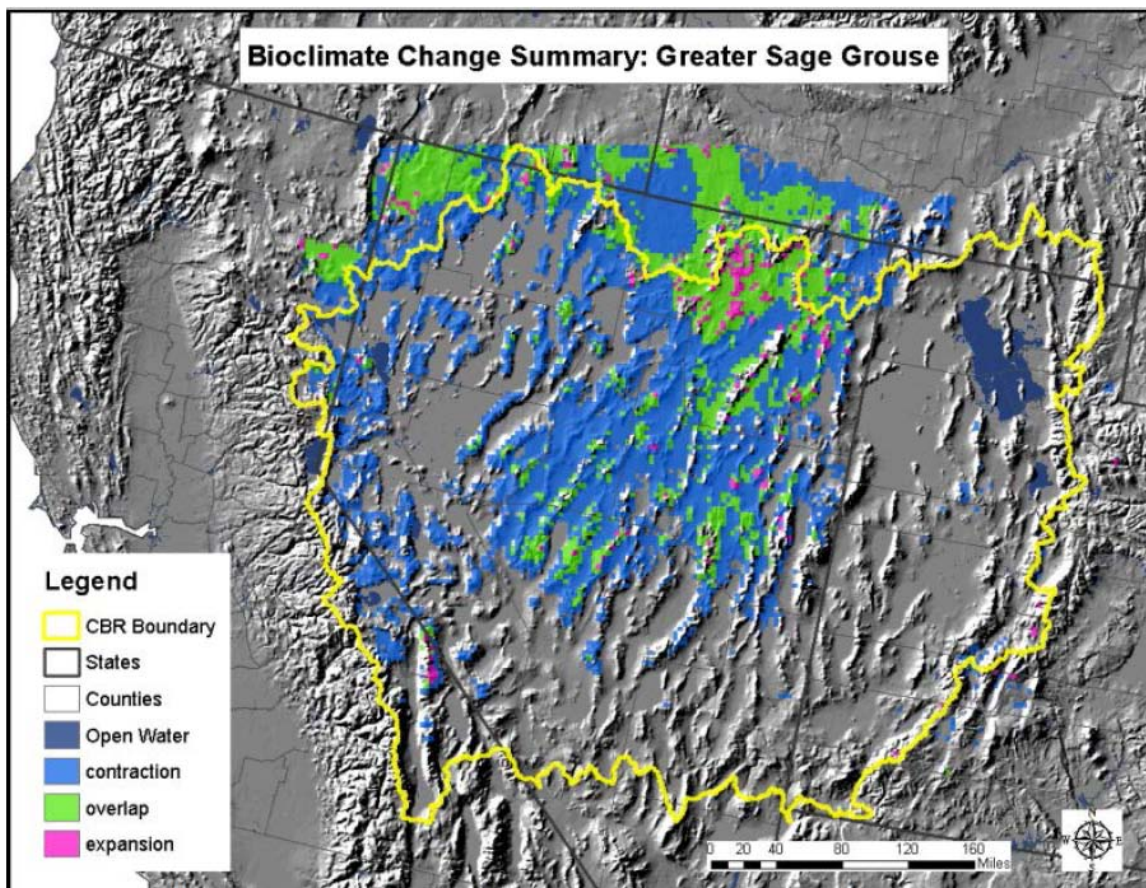 Bioclimate Change Summary: Greater Sage Grouse
Legend
CBR Boundary
States
Counties
Open Water
contraction
overlap
expansion
N
W
E
S
0 20 40 80 120 160
Miles